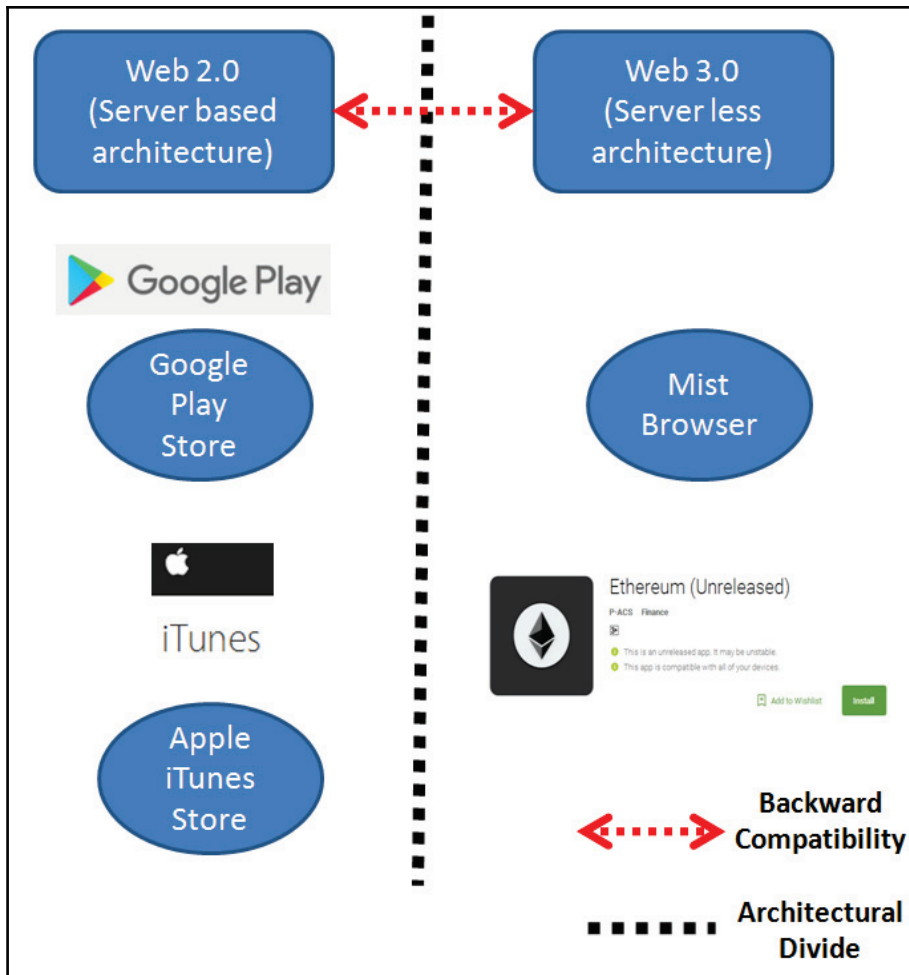 Web 2.0
(Server based
architecture)
Web 3.0
(Server less
architecture)
Google Play
Google
Play
Store
Mist
Browser
iTunes
Apple
iTunes
Store
Ethereum (Unreleased)
P-ACS Finance
This is an unreleased app. It may be unstable.
This app is compatible with all of your devices.
Add to Wishlist
Install
Backward
Compatibility
Architectural
Divide